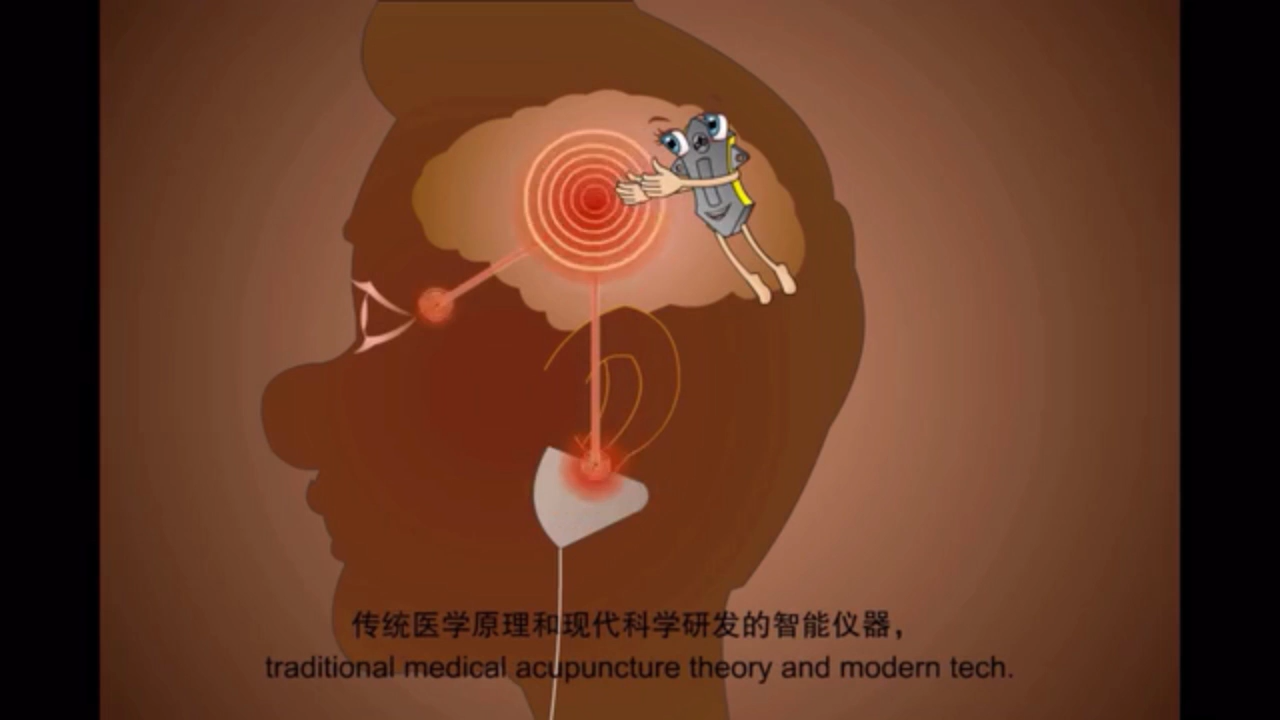 传统医学原理和现代科学研发的智能仪器，
traditional medical acupuncture theory and modern tech.